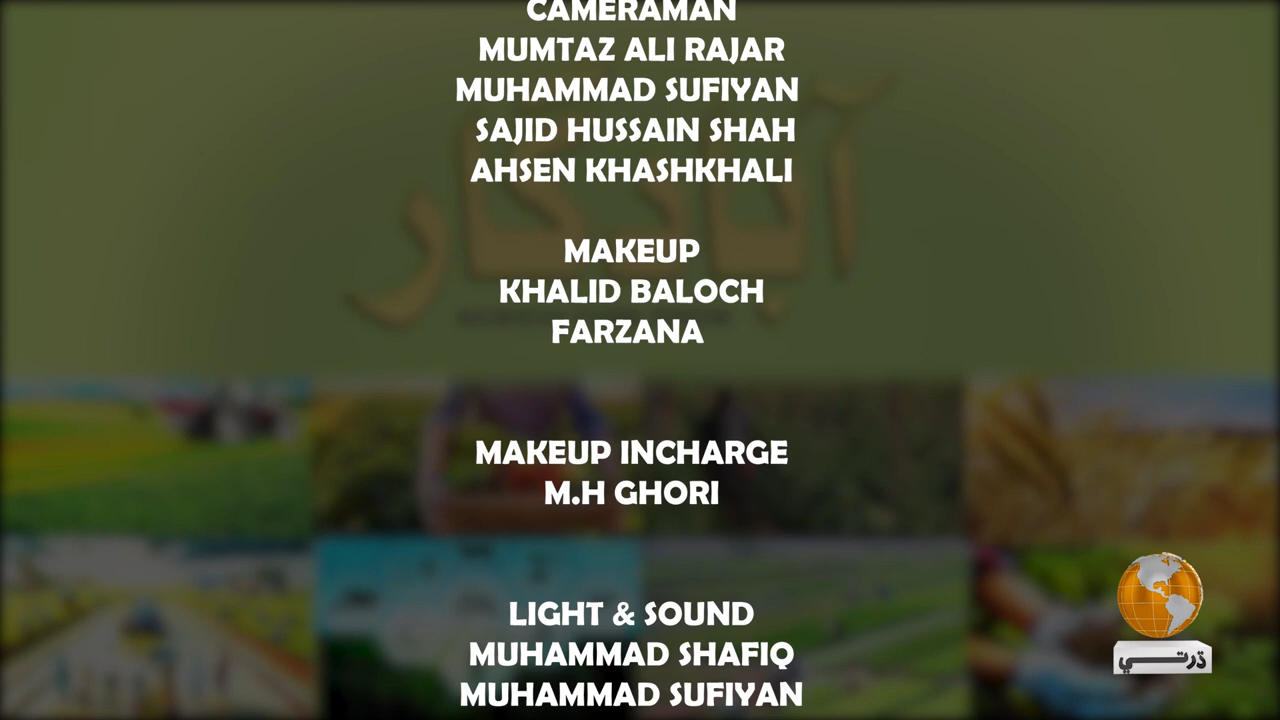 CAMERAMAN
MUMTAZ ALI RAJAR
MUHAMMAD SUFIYAN
SAJID HUSSAIN SHAH
AHSEN KHASHKHALI
آبادگار
MAKEUP
KHALID BALOCH
FARZANA
MAKEUP INCHARGE
M.H GHORI
LIGHT & SOUND
MUHAMMAD SHAFIQ
MUHAMMAD SUFIYAN
ڌرتي